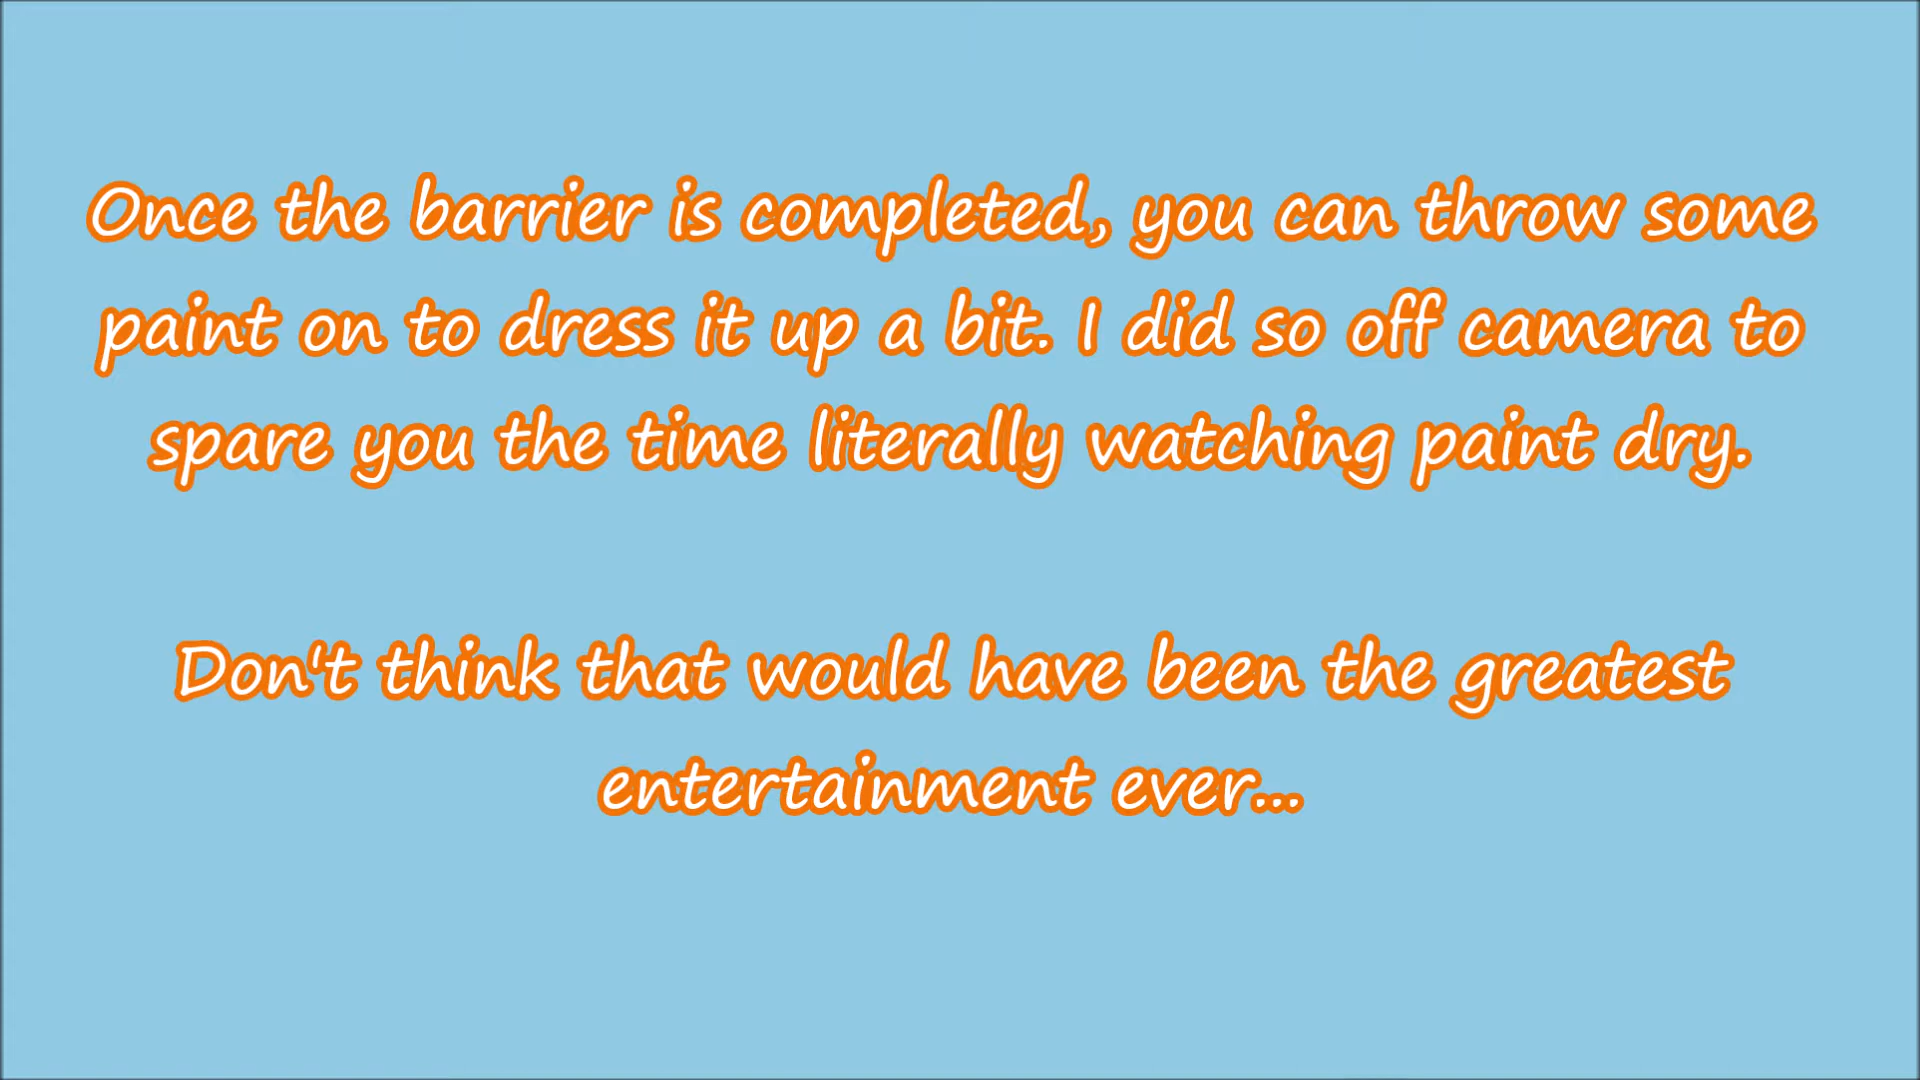 Once the barrier is completed, you can throw some
paint on to dress it up a bit. I did so off camera to
spare you the time literally watching paint dry.
Don't think that would have been the greatest
entertainment ever...